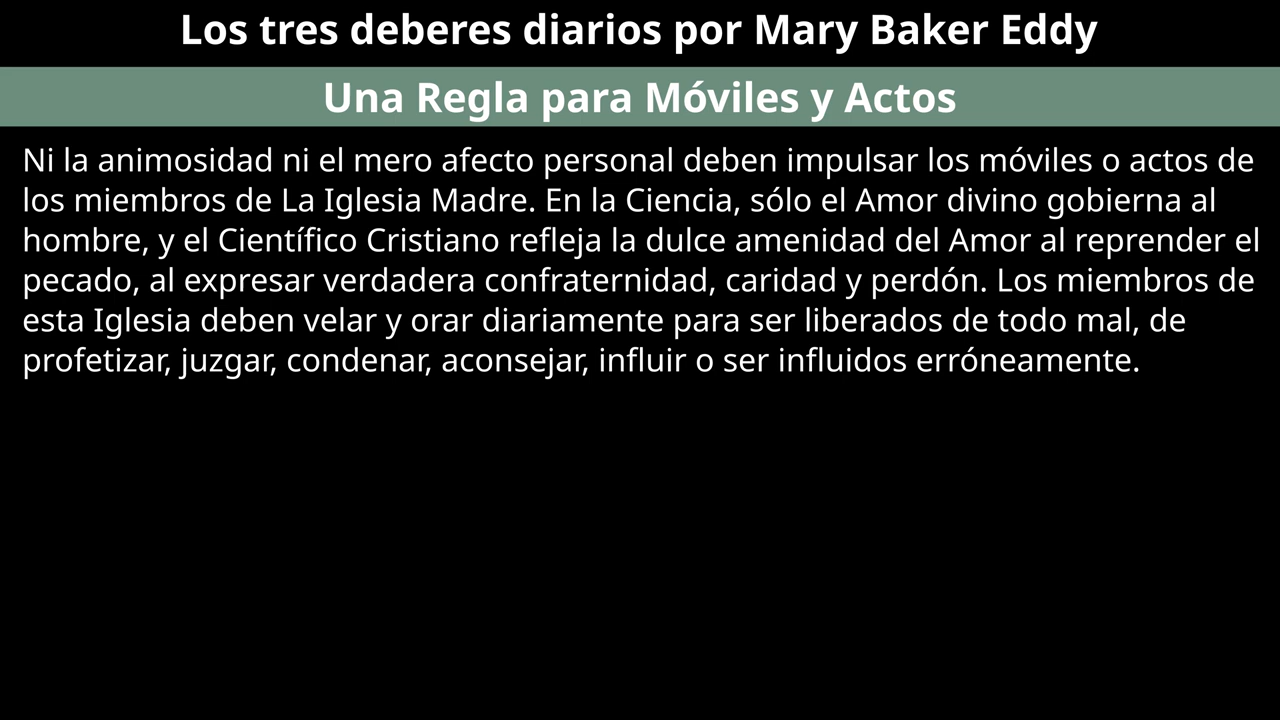 Los tres deberes diarios por Mary Baker Eddy
Una Regla para Móviles y Actos
Ni la animosidad ni el mero afecto personal deben impulsar los móviles o actos de
los miembros de La Iglesia Madre. En la Ciencia, sólo el Amor divino gobierna al
hombre, y el Científico Cristiano refleja la dulce amenidad del Amor al reprender el
pecado, al expresar verdadera confraternidad, caridad y perdón. Los miembros de
esta Iglesia deben velar y orar diariamente para ser liberados de todo mal, de
profetizar, juzgar, condenar, aconsejar, influir o ser influidos erróneamente.